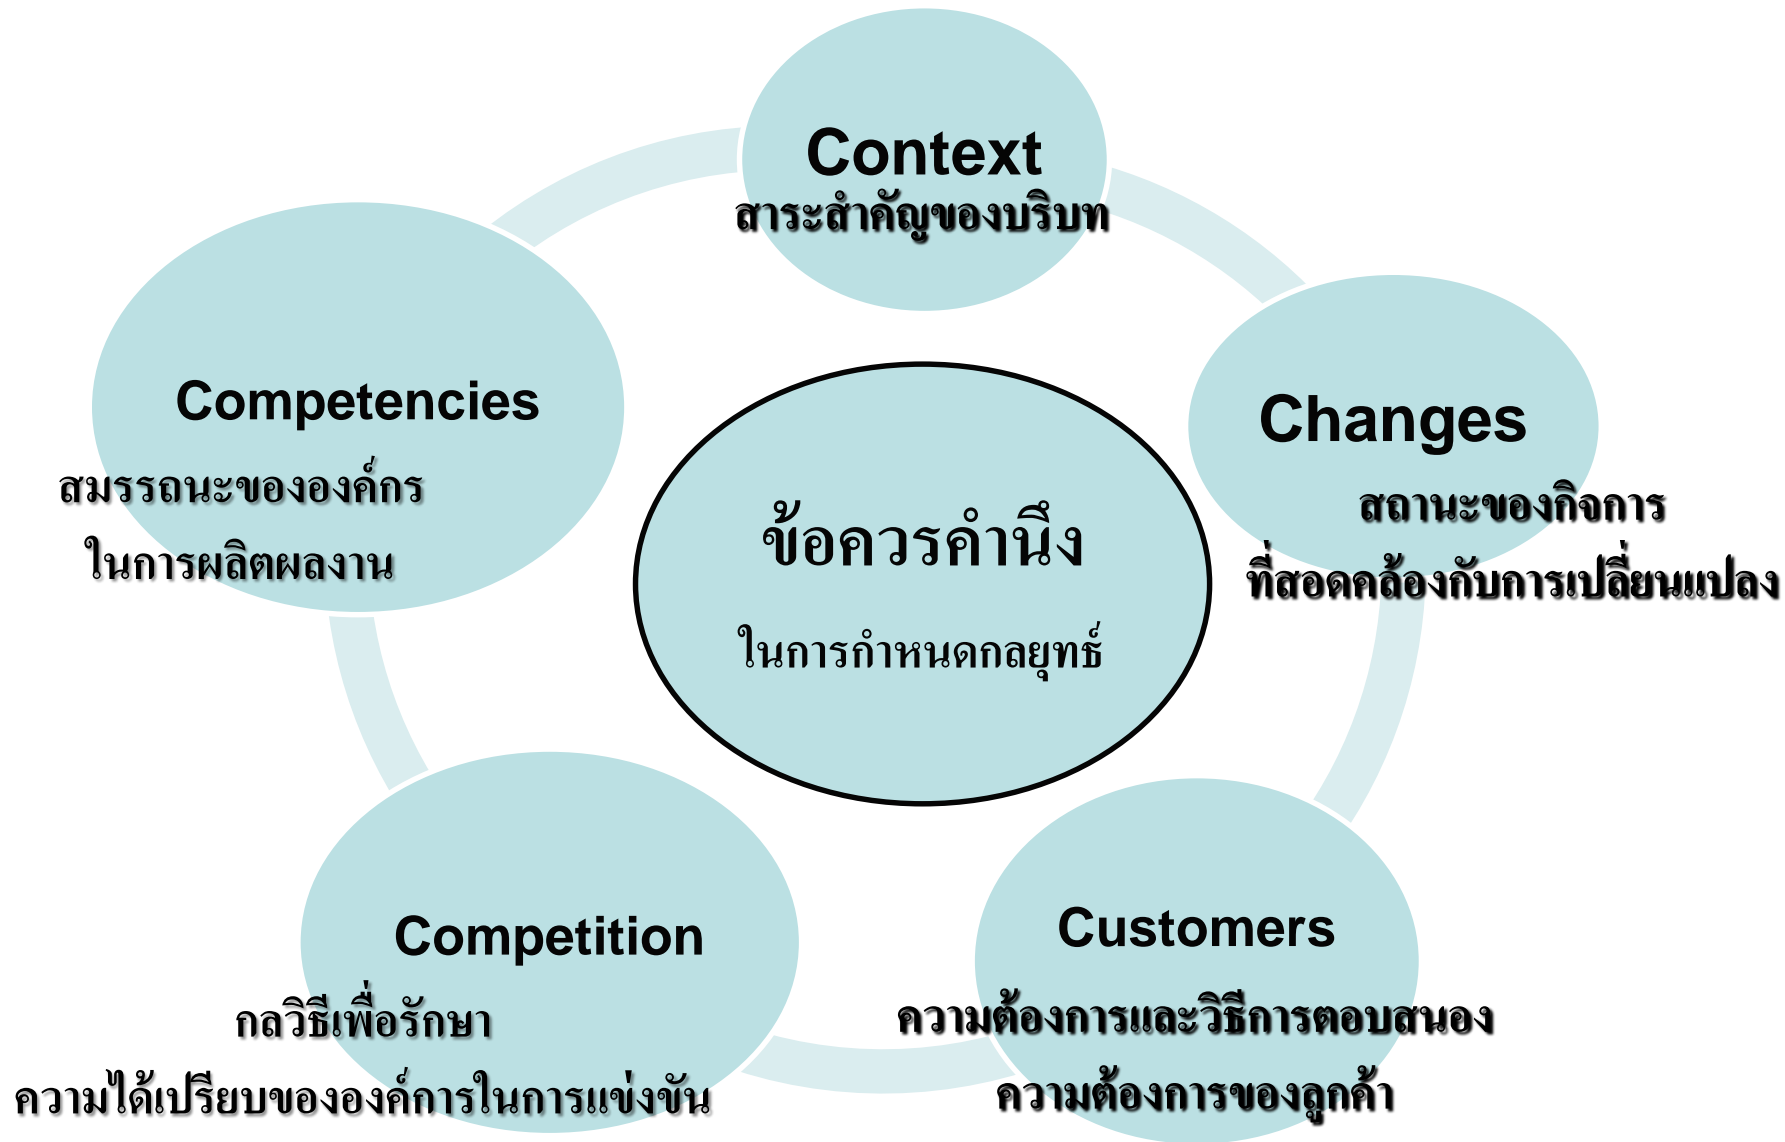 Context
สาระสำคัญของบริบท
Changes
สถานะของกิจการ
ที่สอดคล้องกับการเปลี่ยนแปลง
Customers
ความต้องการและวิธีการตอบสนอง
ความต้องการของลูกค้า
Competition
กลวิธีเพื่อรักษา
ความได้เปรียบขององค์การในการแข่งขัน
Competencies
สมรรถนะขององค์กร
ในการผลิตผลงาน
ข้อควรคำนึง
ในการกำหนดกลยุทธ์